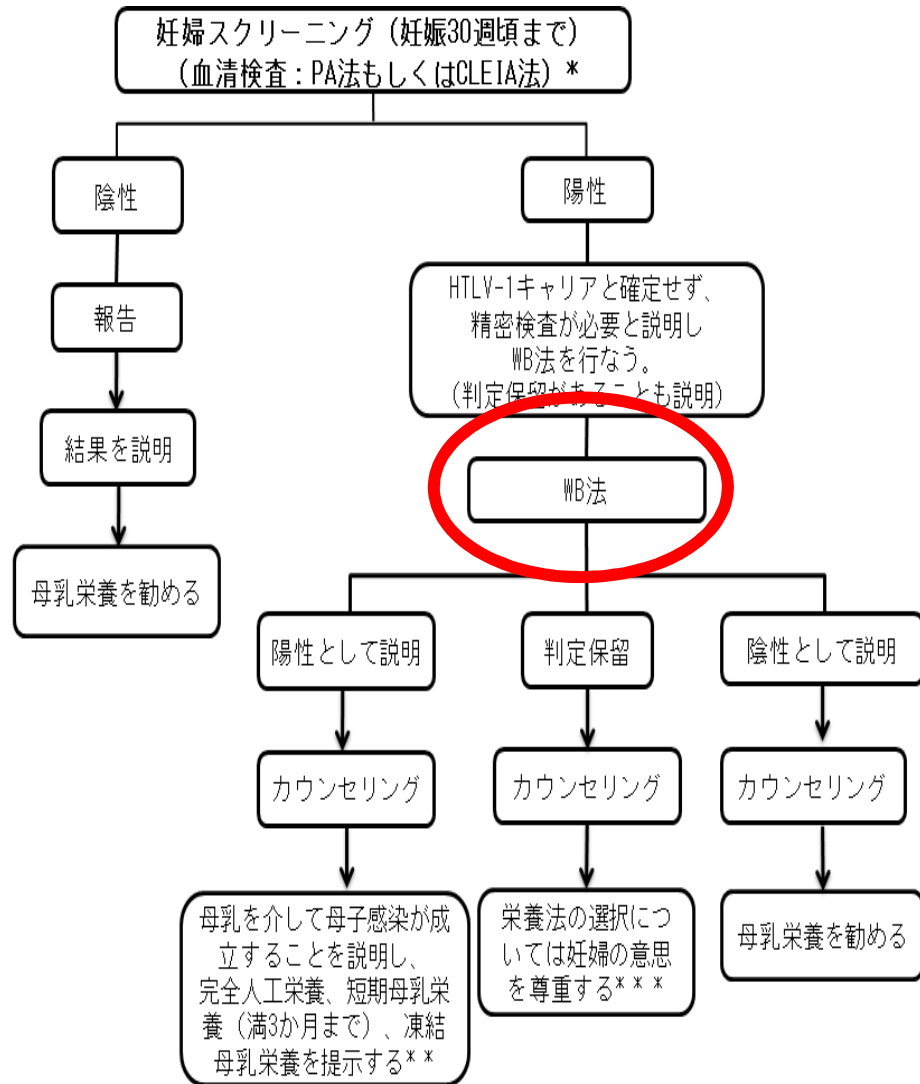 妊婦スクリーニング（妊娠30週頃まで）
（血清検査：PA法もしくはCLEIA法）*
陰性
陽性
報告
HTLV-1キャリアと確定せず、
精密検査が必要と説明し
WB法を行なう。
（判定保留があることも説明）
結果を説明
WB法
母乳栄養を勧める
陽性として説明
判定保留
陰性として説明
カウンセリング
カウンセリング
カウンセリング
母乳を介して母子感染が成
立することを説明し、
完全人工栄養、短期母乳栄
養（満3か月まで）、凍結
母乳栄養を提示する**
栄養法の選択につ
いては妊婦の意思
を尊重する***
母乳栄養を勧める